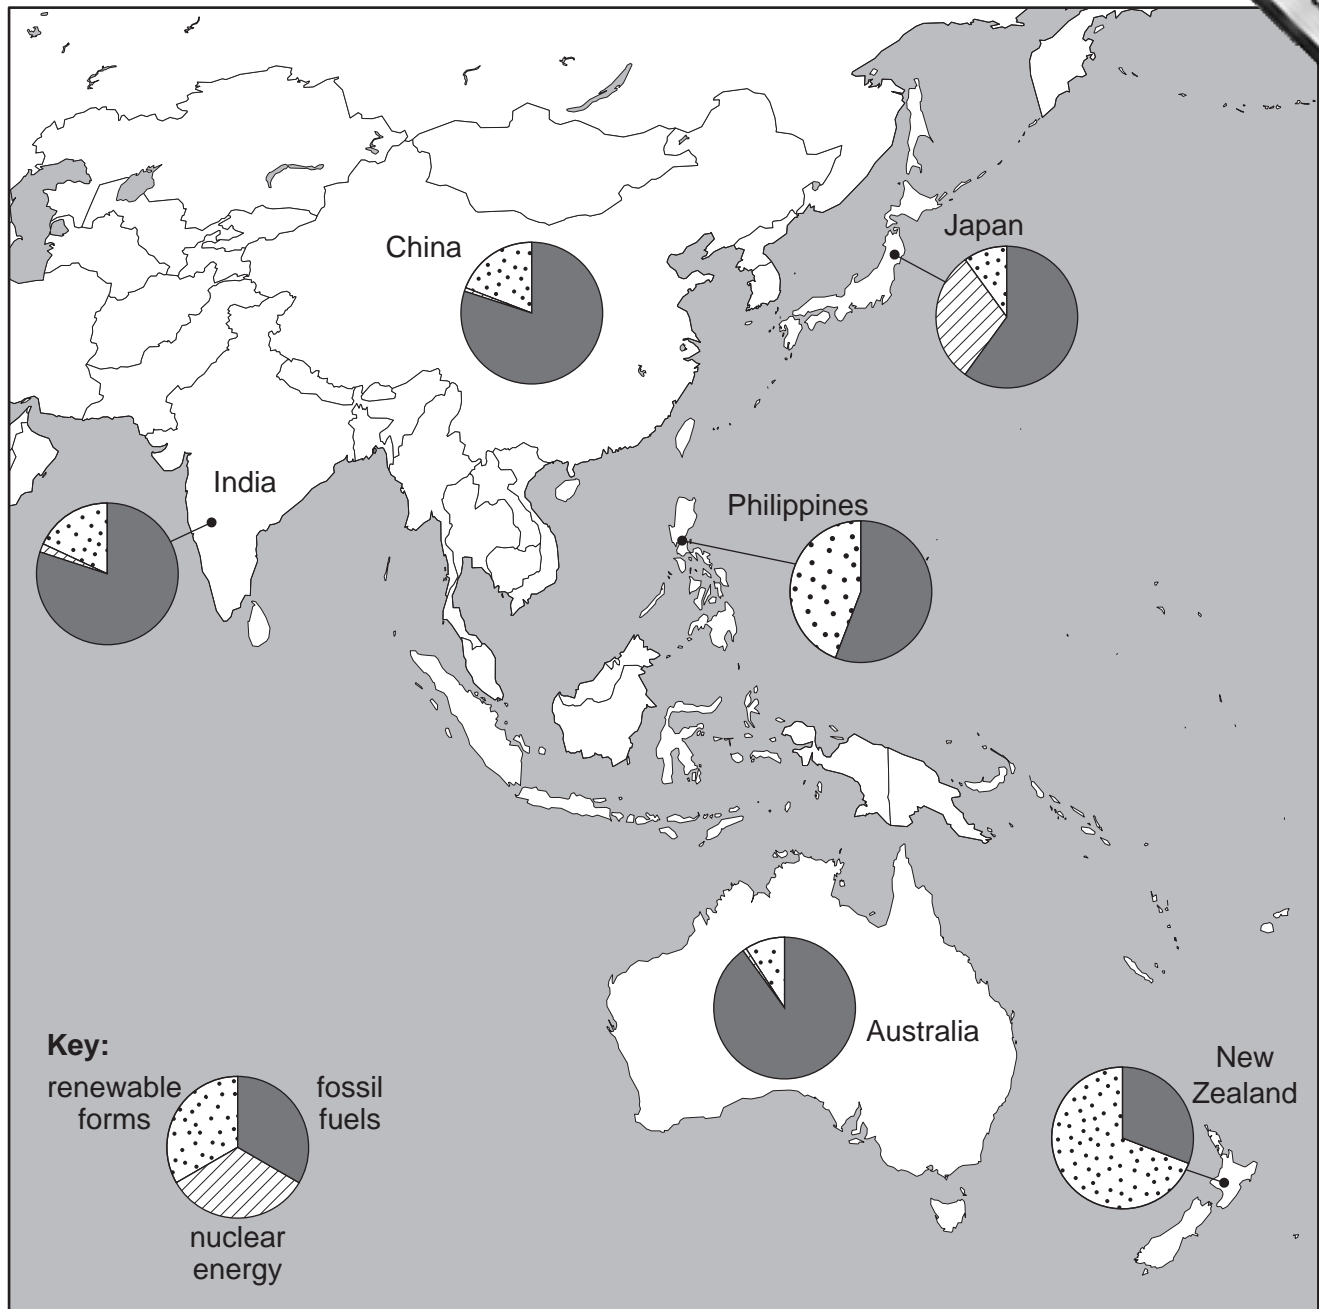 China
Japan
India
Philippines
Australia
New
Zealand
Key:
renewable
forms
fossil
fuels
nuclear
energy